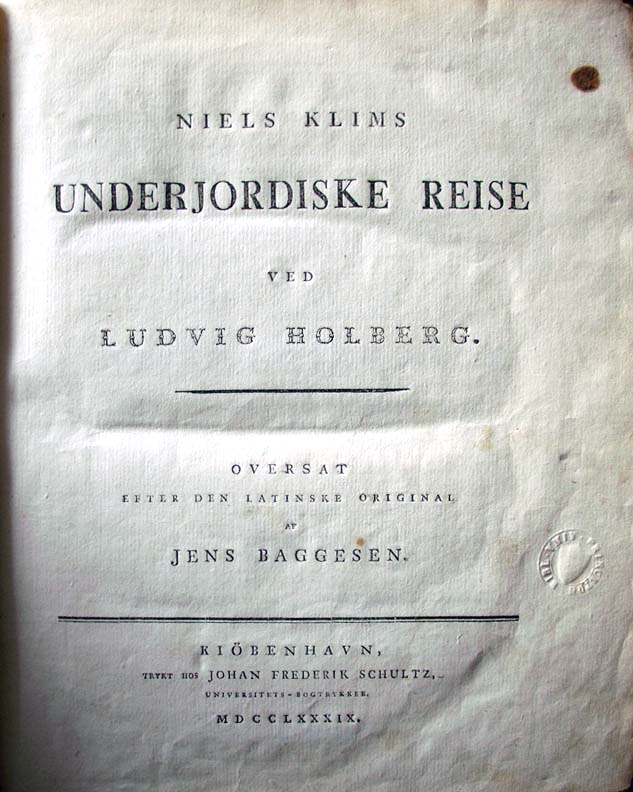 NIELS KLIMS
UNDERJORDISKE REISE
VED
LUDVIG HOLBERG.
OVERSAT
EFTER DEN LATINSKE ORIGINAL
AF
JENS BAGGESEN.
KIÖBENHAVN,
TRYKT HOS JOHAN FREDERIK SCHULTZ,
UNIVERSITETS-BOGTRYKKER.
MDCCLXXXIX.